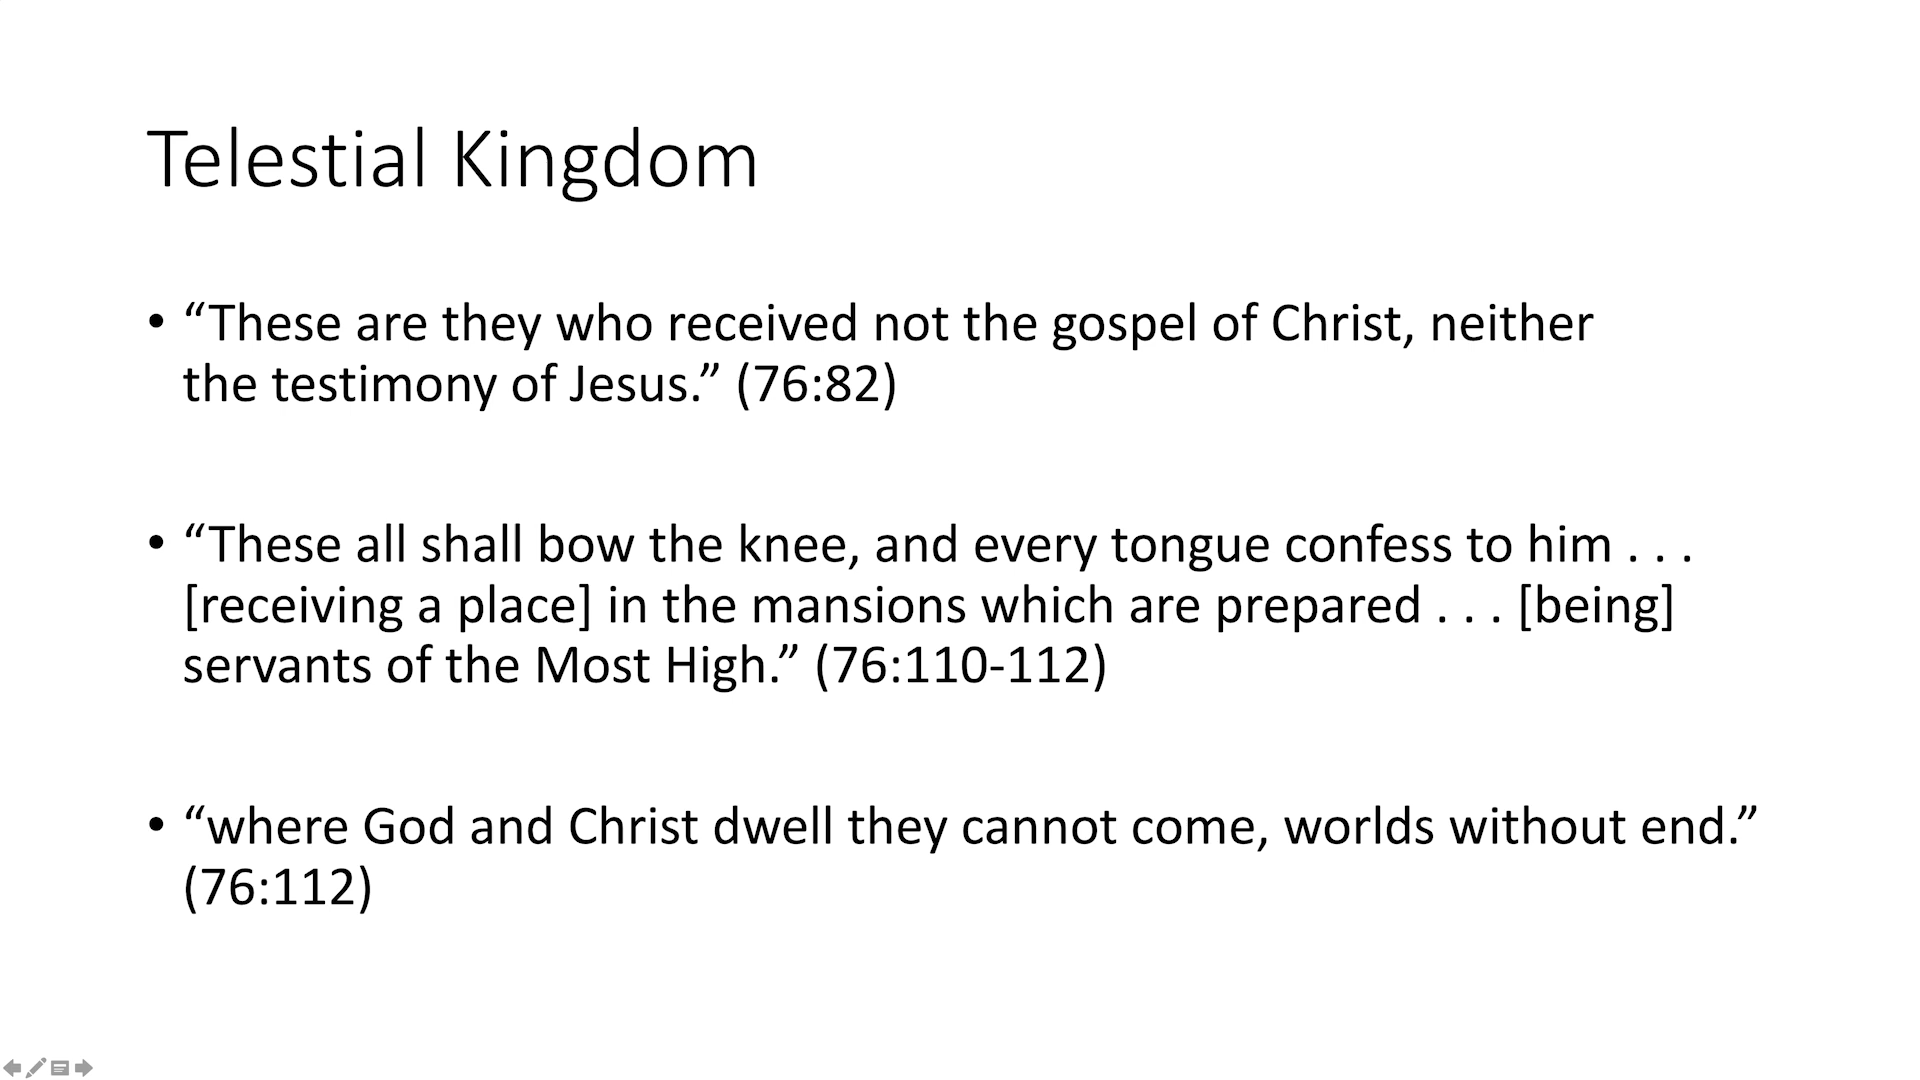 Telestial Kingdom
• “These are they who received not the gospel of Christ, neither
the testimony of Jesus.” (76:82)
• “These all shall bow the knee, and every tongue confess to him . . .
[receiving a place] in the mansions which are prepared . . . [being]
servants of the Most High.” (76:110-112)
• “where God and Christ dwell they cannot come, worlds without end.”
(76:112)